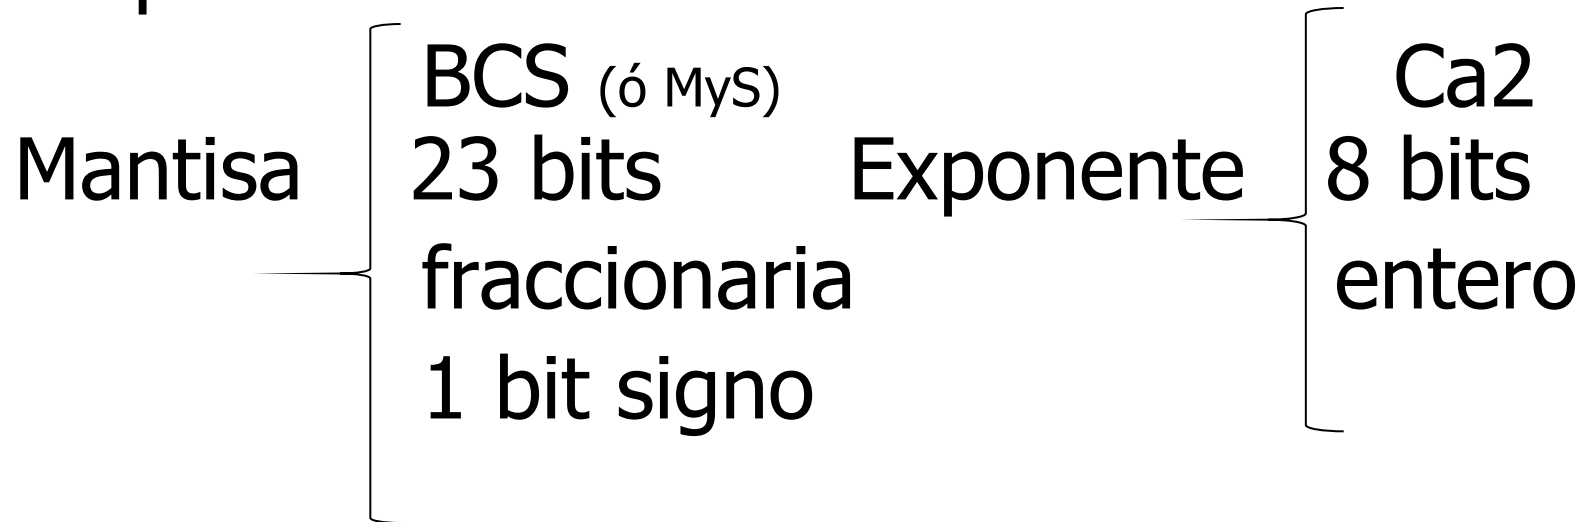 BCS (ó MyS) Ca2
Mantisa 23 bits Exponente 8 bits
fraccionaria entero
1 bit signo